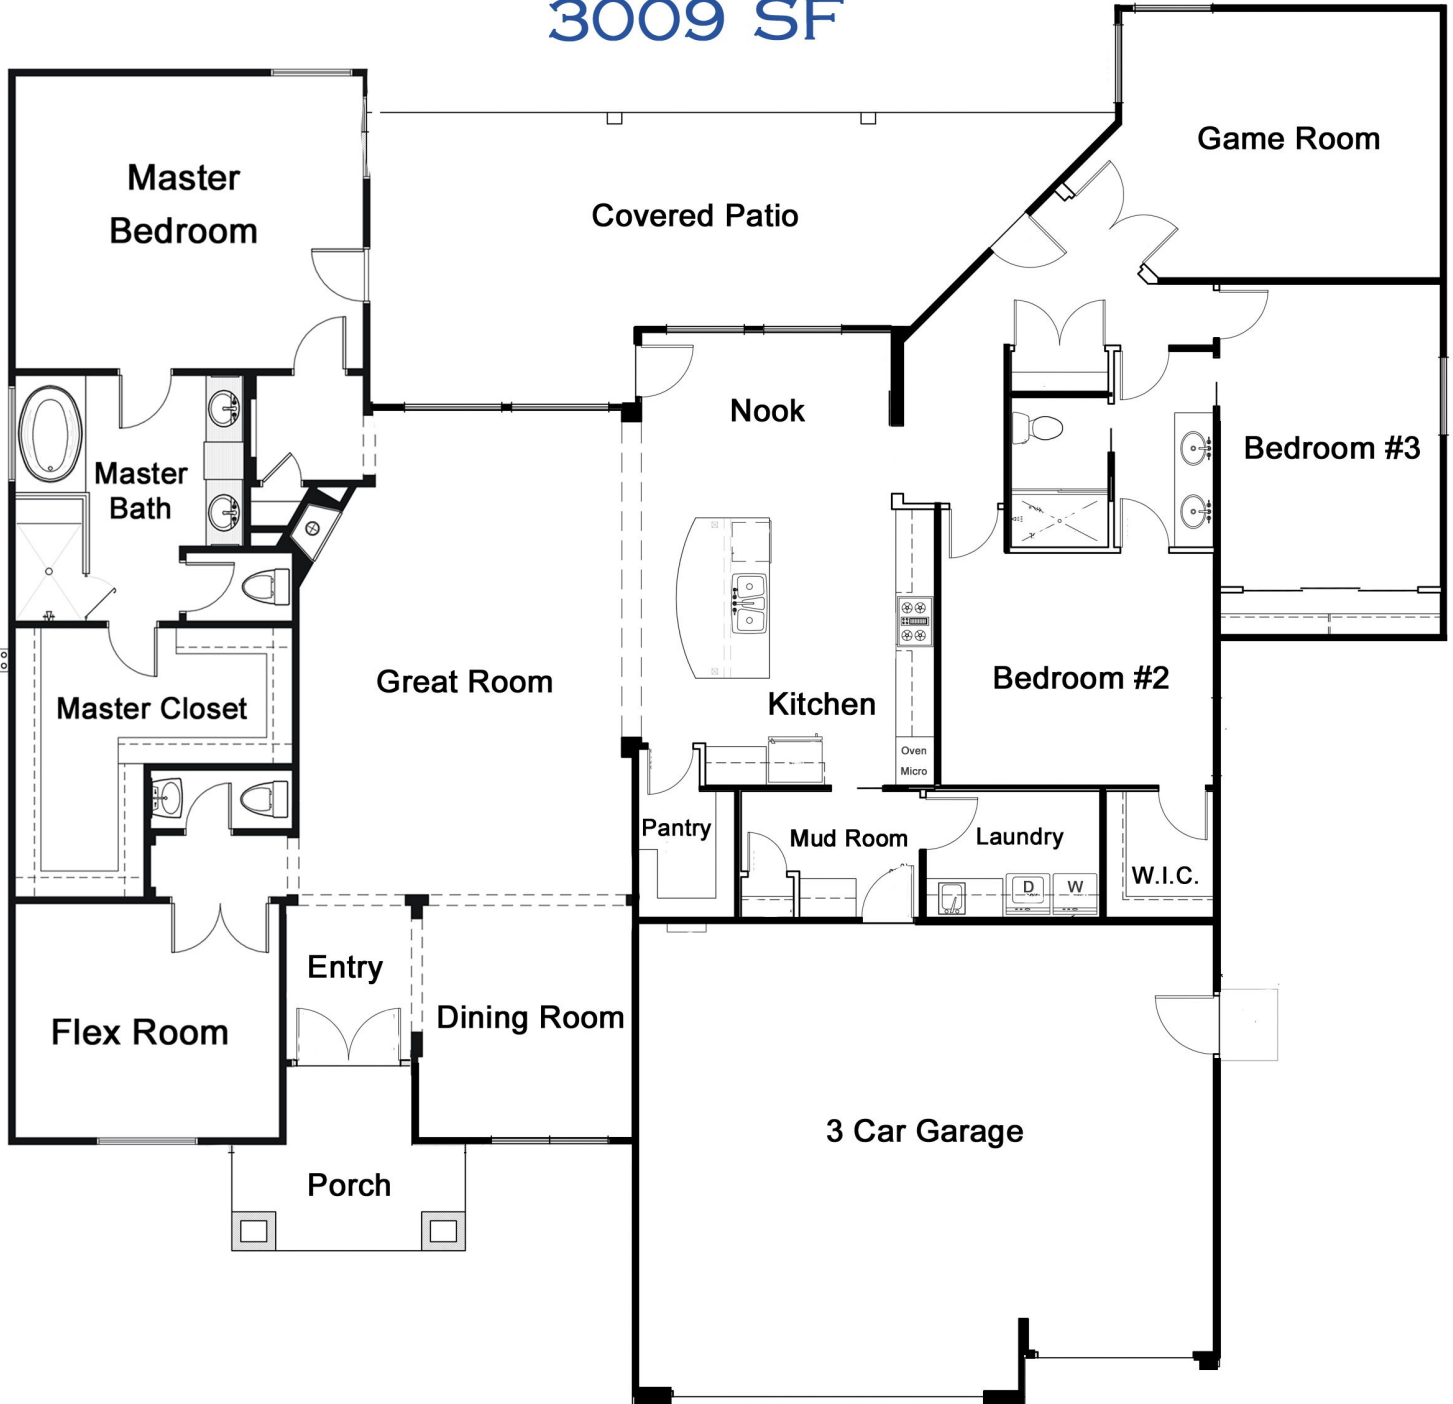 3009 SF
Game Room
Master
Bedroom
Covered Patio
Nook
Bedroom #3
Master
Bath
Great Room
Bedroom #2
Kitchen
Master Closet
Oven
Micro
Pantry
Mud Room
Laundry
W.I.C.
D
W
Entry
Dining Room
Flex Room
3 Car Garage
Porch